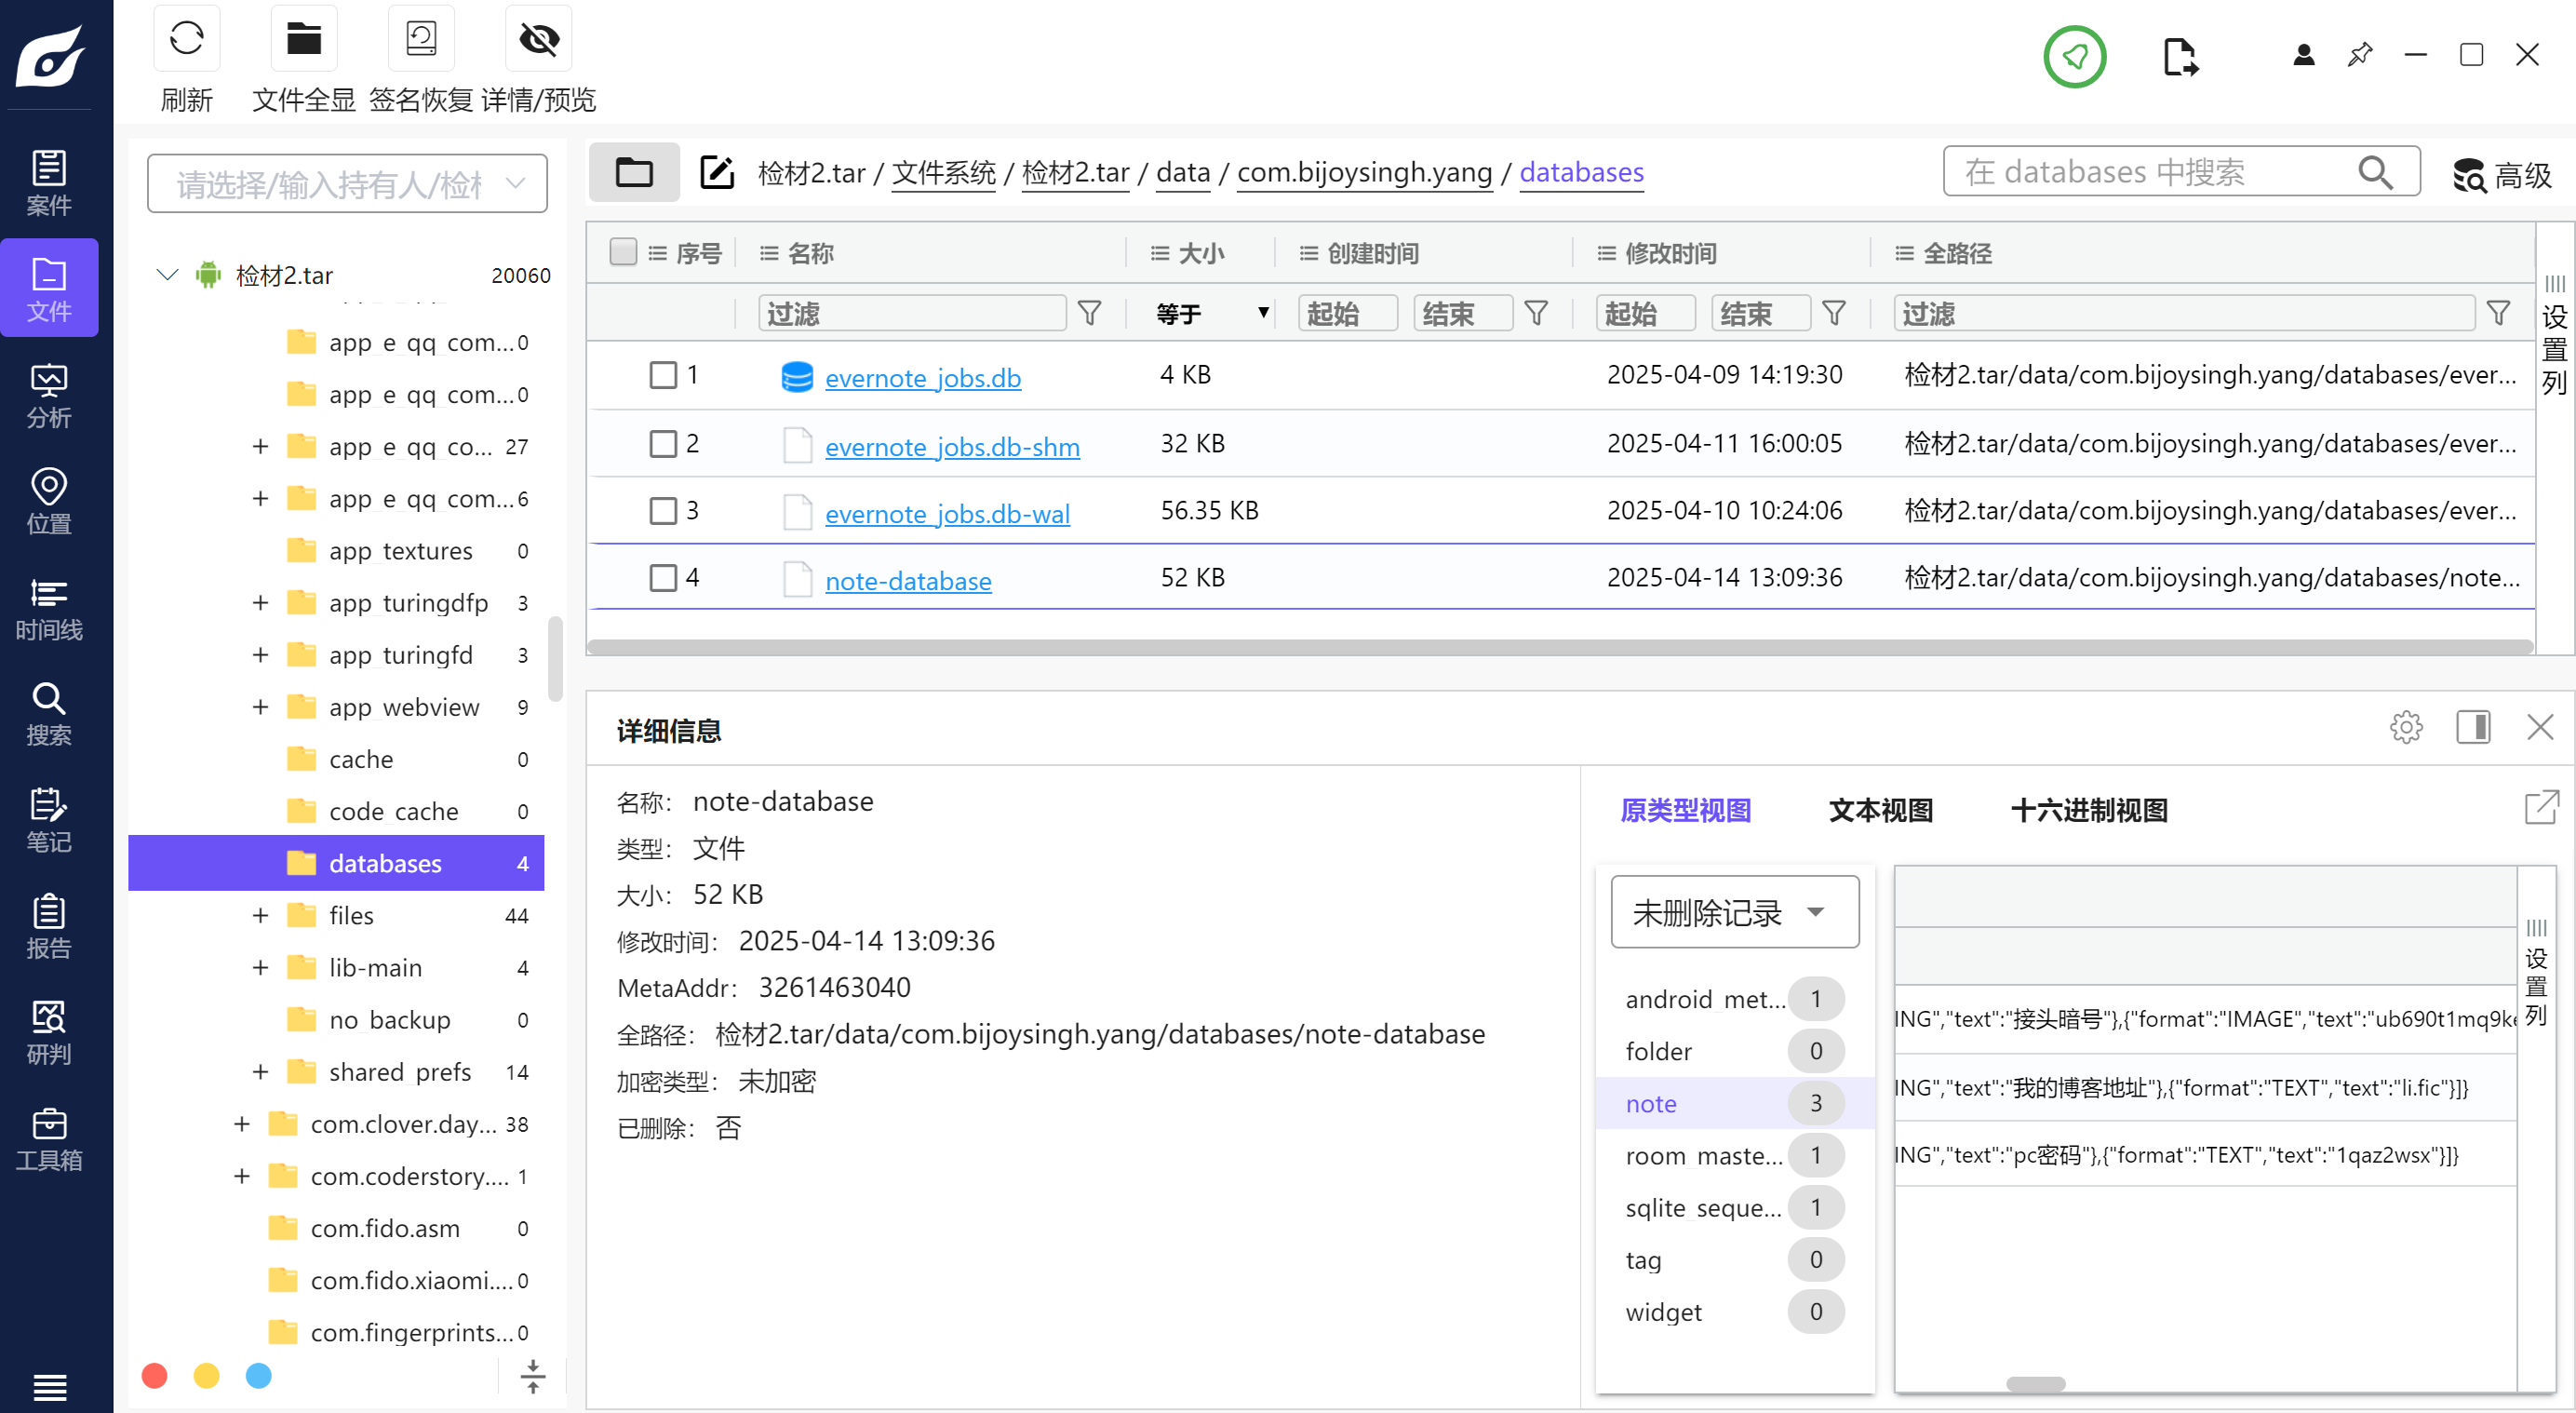 刷新
文件全显
签名恢复
详情/预览
案件
文件
分析
位置
时间线
搜索
笔记
报告
研判
工具箱
请选择/输入持有人/检材
检材2.tar 20060
app_e_qq_com... 0
app_e_qq_com... 0
app_e_qq_co... 27
app_e_qq_com... 6
app_textures 0
app_turingdfp 3
app_turingfd 3
app_webview 9
cache 0
code_cache 0
databases 4
files 44
lib-main 4
no_backup 0
shared_prefs 14
com.clover.day... 38
com.coderstory.... 1
com.fido.asm 0
com.fido.xiaomi.... 0
com.fingerprints... 0
检材2.tar / 文件系统 / 检材2.tar / data / com.bijoysingh.yang / databases
在 databases 中搜索
高级
序号 名称 大小 创建时间 修改时间 全路径
过滤 等于 起始 结束 起始 结束 过滤
1 evernote_jobs.db 4 KB 2025-04-09 14:19:30 检材2.tar/data/com.bijoysingh.yang/databases/ever...
2 evernote_jobs.db-shm 32 KB 2025-04-11 16:00:05 检材2.tar/data/com.bijoysingh.yang/databases/ever...
3 evernote_jobs.db-wal 56.35 KB 2025-04-10 10:24:06 检材2.tar/data/com.bijoysingh.yang/databases/ever...
4 note-database 52 KB 2025-04-14 13:09:36 检材2.tar/data/com.bijoysingh.yang/databases/note...
设置列
详细信息
名称： note-database
类型： 文件
大小： 52 KB
修改时间： 2025-04-14 13:09:36
MetaAddr： 3261463040
全路径： 检材2.tar/data/com.bijoysingh.yang/databases/note-database
加密类型： 未加密
已删除： 否
原类型视图 文本视图 十六进制视图
未删除记录
android_met... 1
folder 0
note 3
room_maste... 1
sqlite_seque... 1
tag 0
widget 0
ING","text":"接头暗号"},{"format":"IMAGE","text":"ub690t1mq9k
ING","text":"我的博客地址"},{"format":"TEXT","text":"li.fic"}]}
ING","text":"pc密码"},{"format":"TEXT","text":"1qaz2wsx"}]}
设置列